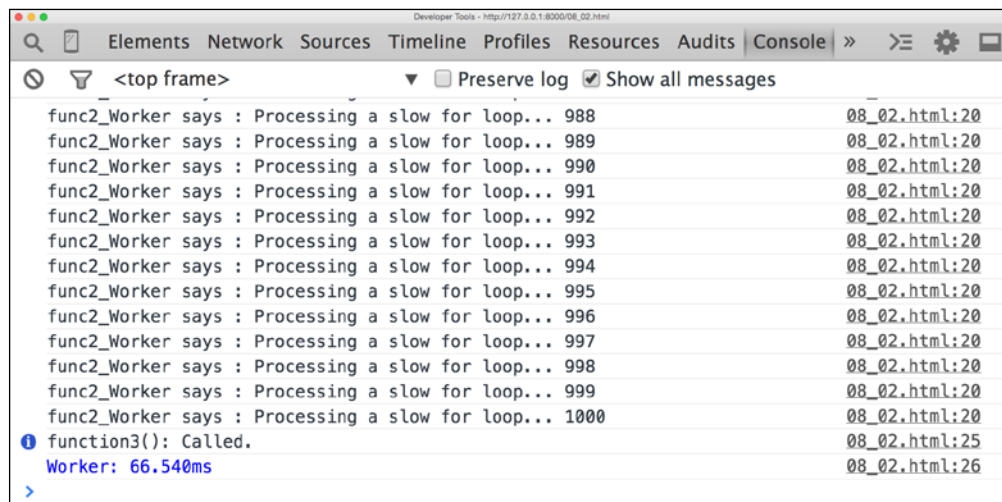 Developer Tools - http://127.0.0.1:8000/08_02.html
Elements Network Sources Timeline Profiles Resources Audits Console »
<top frame> ▼ Preserve log Show all messages
func2_Worker says : Processing a slow for loop... 988 08_02.html:20
func2_Worker says : Processing a slow for loop... 989 08_02.html:20
func2_Worker says : Processing a slow for loop... 990 08_02.html:20
func2_Worker says : Processing a slow for loop... 991 08_02.html:20
func2_Worker says : Processing a slow for loop... 992 08_02.html:20
func2_Worker says : Processing a slow for loop... 993 08_02.html:20
func2_Worker says : Processing a slow for loop... 994 08_02.html:20
func2_Worker says : Processing a slow for loop... 995 08_02.html:20
func2_Worker says : Processing a slow for loop... 996 08_02.html:20
func2_Worker says : Processing a slow for loop... 997 08_02.html:20
func2_Worker says : Processing a slow for loop... 998 08_02.html:20
func2_Worker says : Processing a slow for loop... 999 08_02.html:20
func2_Worker says : Processing a slow for loop... 1000 08_02.html:20
function3(): Called. 08_02.html:25
Worker: 66.540ms 08_02.html:26
>